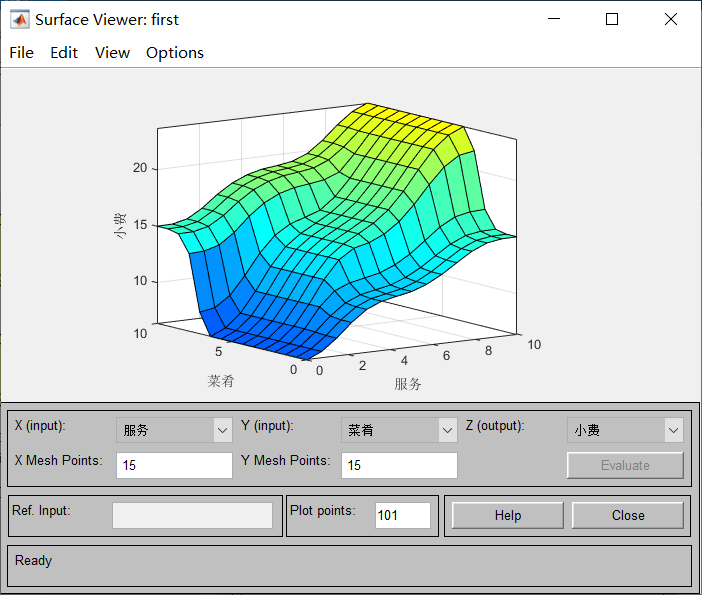 Surface Viewer: first
File Edit View Options
20
15
10
小费
10
5
0
菜肴
0
2
4
6
8
10
服务
X (input): 服务 Y (input): 菜肴 Z (output): 小费
X Mesh Points: 15 Y Mesh Points: 15 Evaluate
Ref. Input: Plot points: 101 Help Close
Ready